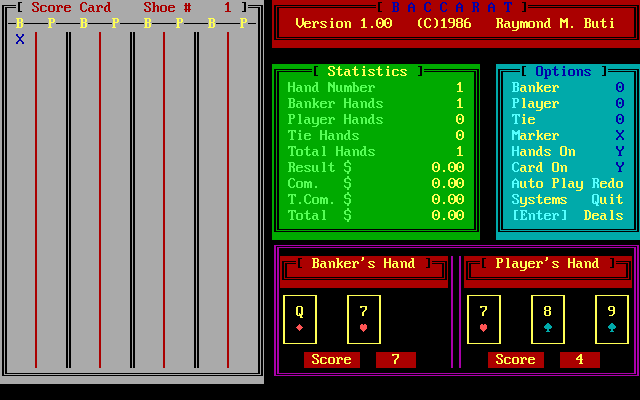 [ Score Card Shoe # 1 ]
B P B P B P B P
X
[ B A C C A R A T ]
Version 1.00 (C)1986 Raymond M. Buti
[ Statistics ]
Hand Number 1
Banker Hands 1
Player Hands 0
Tie Hands 0
Total Hands 1
Result $ 0.00
Com. $ 0.00
T.Com. $ 0.00
Total $ 0.00
[ Options ]
Banker 0
Player 0
Tie 0
Marker X
Hands On Y
Card On Y
Auto Play Redo
Systems Quit
[Enter] Deals
[ Banker's Hand ]
Q ♦ 7 ♥
Score 7
[ Player's Hand ]
7 ♥ 8 ♠ 9 ♠
Score 4